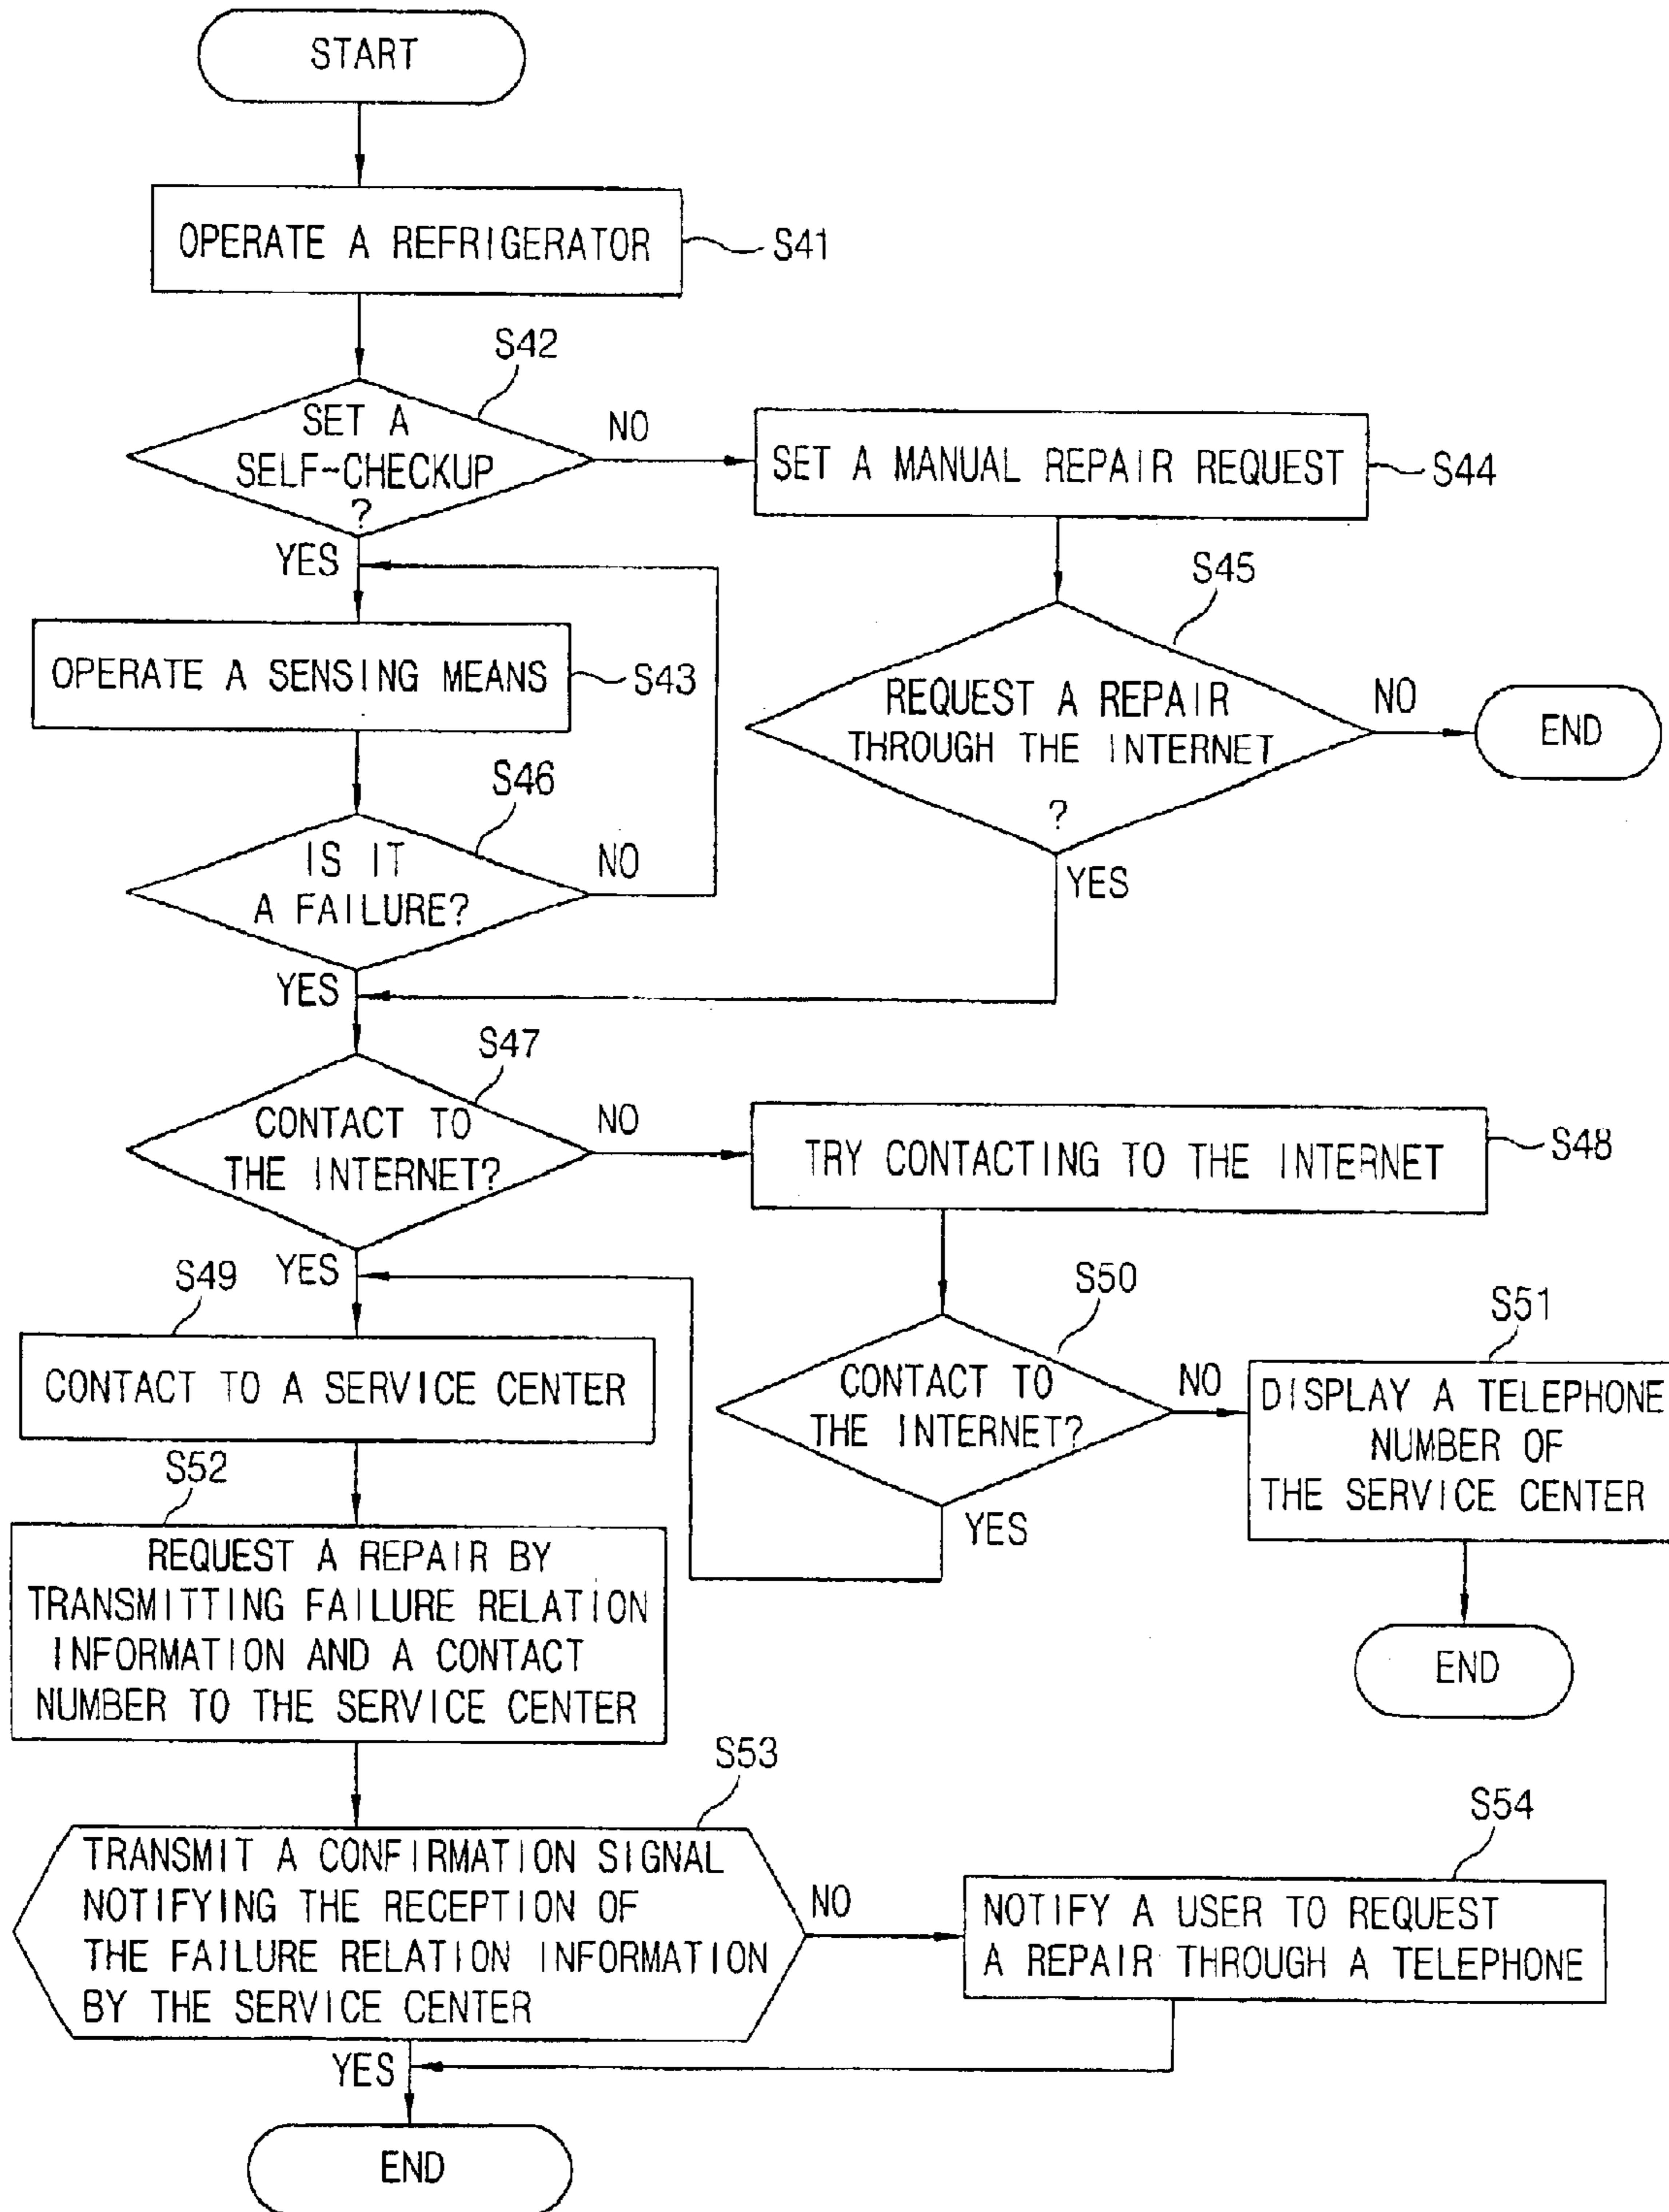 START
OPERATE A REFRIGERATOR
S41
S42
SET A
SELF-CHECKUP
?
NO
SET A MANUAL REPAIR REQUEST
S44
YES
S45
OPERATE A SENSING MEANS
S43
REQUEST A REPAIR
THROUGH THE INTERNET
?
NO
END
S46
IS IT
A FAILURE?
NO
YES
YES
S47
CONTACT TO
THE INTERNET?
NO
TRY CONTACTING TO THE INTERNET
S48
YES
S49
CONTACT TO A SERVICE CENTER
S50
CONTACT TO
THE INTERNET?
NO
S51
DISPLAY A TELEPHONE
NUMBER OF
THE SERVICE CENTER
YES
END
S52
REQUEST A REPAIR BY
TRANSMITTING FAILURE RELATION
INFORMATION AND A CONTACT
NUMBER TO THE SERVICE CENTER
S53
TRANSMIT A CONFIRMATION SIGNAL
NOTIFYING THE RECEPTION OF
THE FAILURE RELATION INFORMATION
BY THE SERVICE CENTER
NO
S54
NOTIFY A USER TO REQUEST
A REPAIR THROUGH A TELEPHONE
YES
END